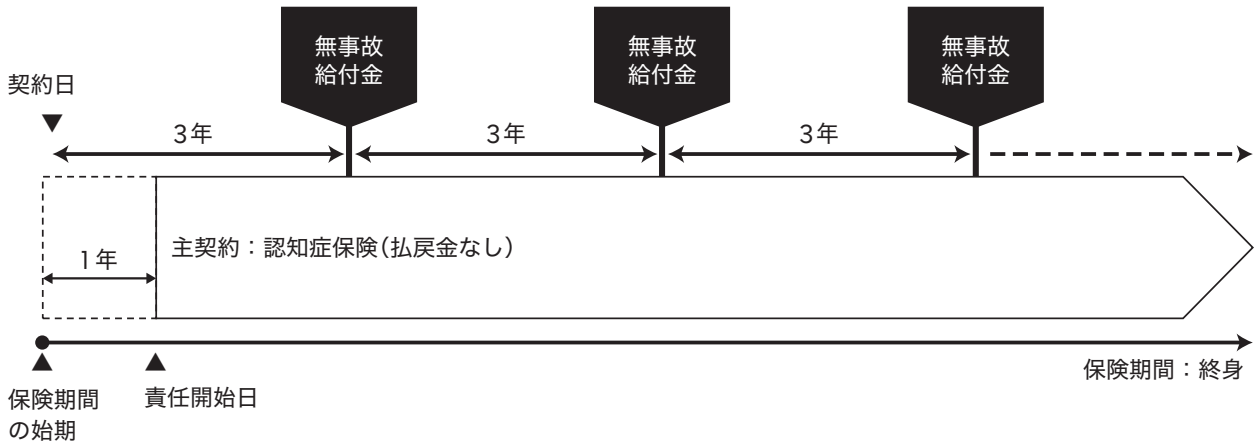 無事故
給付金
無事故
給付金
無事故
給付金
契約日
▼
3年
3年
3年
主契約：認知症保険（払戻金なし）
1年
▲
▲
保険期間：終身
保険期間
の始期
責任開始日